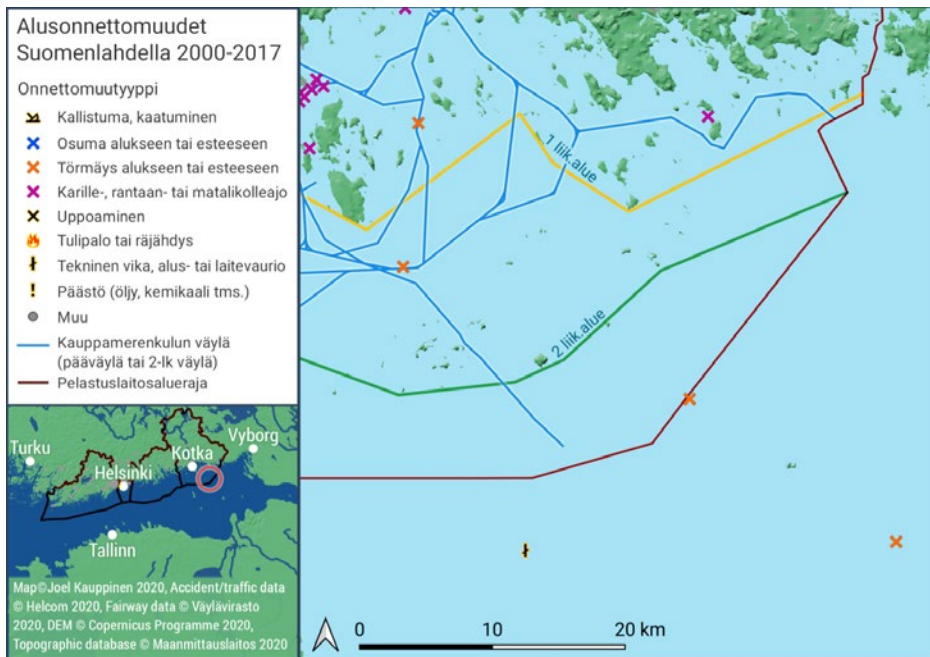 Alusonnettomuudet
Suomenlahdella 2000-2017
Onnettomuutyyppi
Kallistuma, kaatuminen
Osuma alukseen tai esteeseen
Törmäys alukseen tai esteeseen
Karille-, rantaan- tai matalikolleajo
Uppoaminen
Tulipalo tai räjähdys
Tekninen vika, alus- tai laitevaurio
Päästö (öljy, kemikaali tms.)
Muu
Kauppamerenkulun väylä
(pääväylä tai 2-lk väylä)
Pelastuslaitosalueraja
1 liik.alue
2 liik.alue
Turku
Helsinki
Kotka
Vyborg
Tallinn
Map©Joel Kauppinen 2020, Accident/traffic data
© Helcom 2020, Fairway data © Väylävirasto
2020, DEM © Copernicus Programme 2020,
Topographic database © Maanmittauslaitos 2020
0 10 20 km